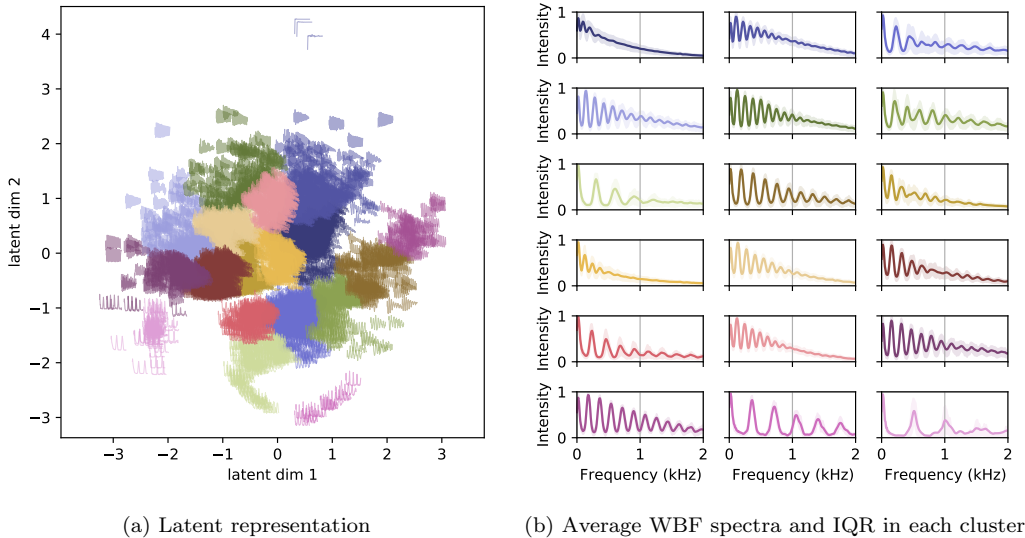 4
3
2
1
0
−1
−2
−3
latent dim 2
−3 −2 −1 0 1 2 3
latent dim 1
(a) Latent representation
Intensity 1 0
Intensity 1 0
Intensity 1 0
Intensity 1 0
Intensity 1 0
Intensity 1 0
0 1 2 0 1 2 0 1 2
Frequency (kHz) Frequency (kHz) Frequency (kHz)
(b) Average WBF spectra and IQR in each cluster